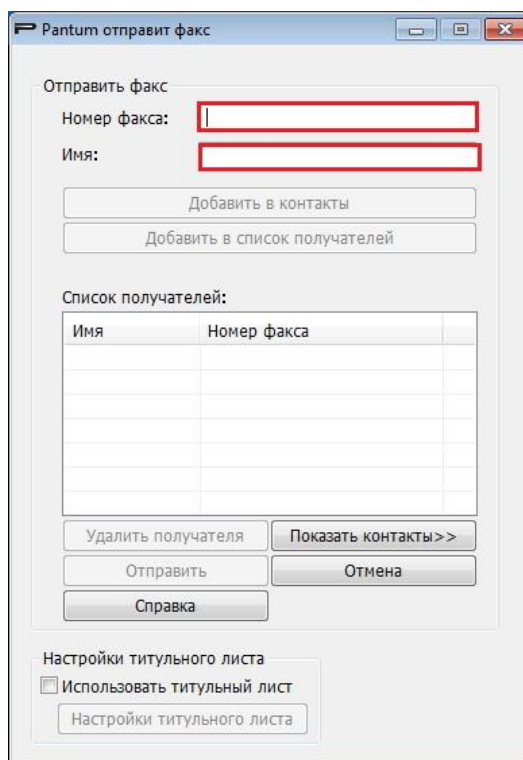 Pantum отправит факс
Отправить факс
Номер факса:
Имя:
Добавить в контакты
Добавить в список получателей
Список получателей:
Имя Номер факса
Удалить получателя Показать контакты>>
Отправить Отмена
Справка
Настройки титульного листа
Использовать титульный лист
Настройки титульного листа